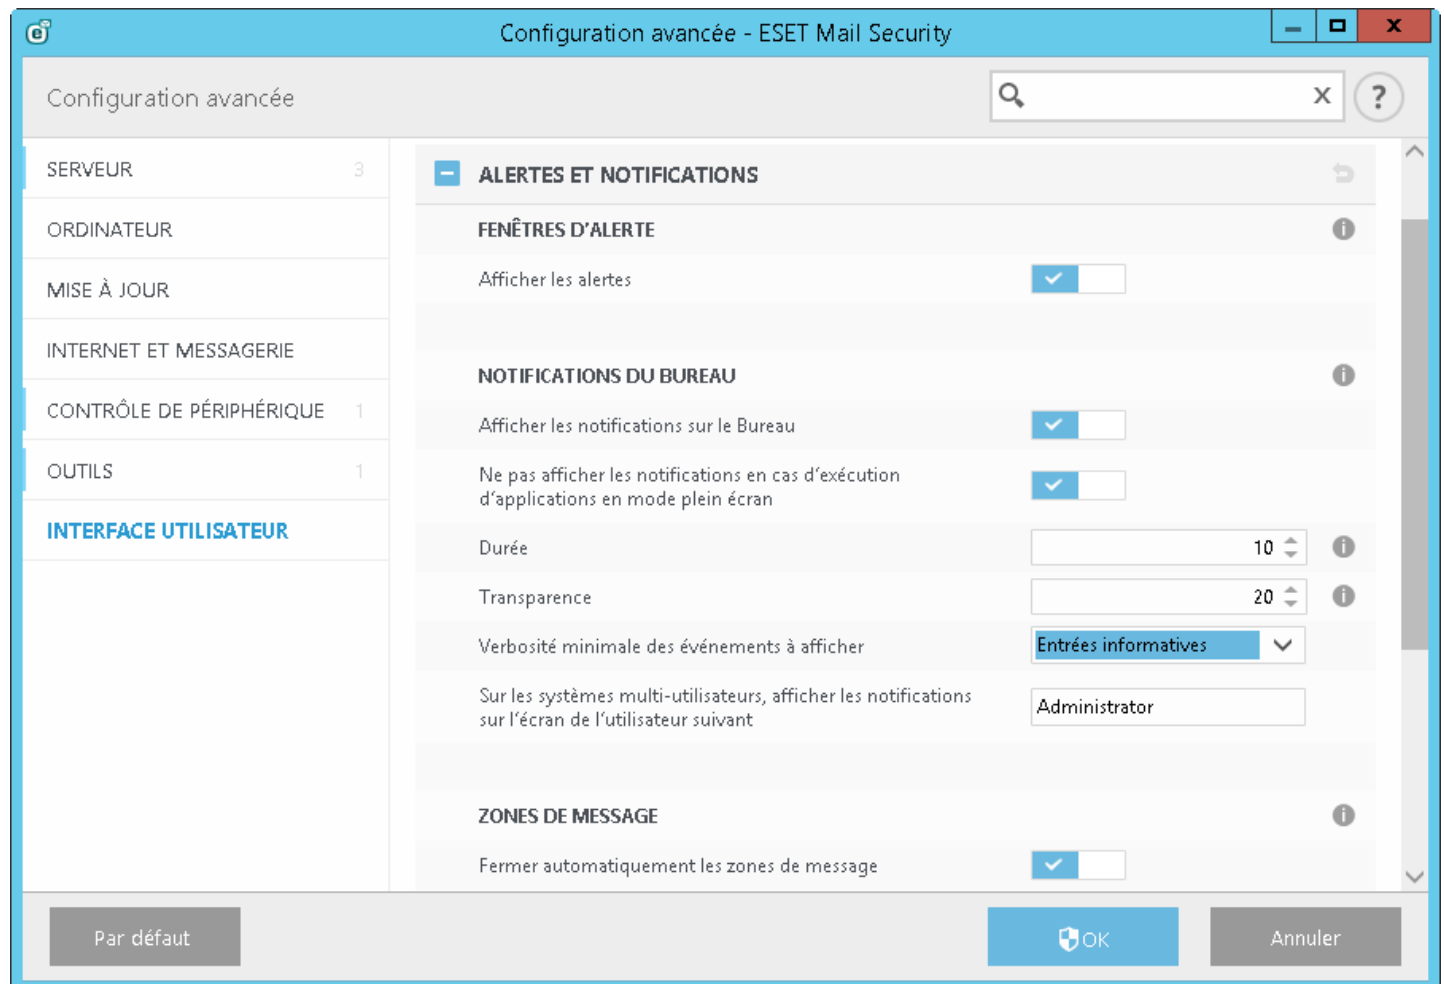 Configuration avancée - ESET Mail Security
Configuration avancée
SERVEUR 3
ORDINATEUR
MISE À JOUR
INTERNET ET MESSAGERIE
CONTRÔLE DE PÉRIPHÉRIQUE 1
OUTILS 1
INTERFACE UTILISATEUR
ALERTES ET NOTIFICATIONS
FENÊTRES D'ALERTE
Afficher les alertes
NOTIFICATIONS DU BUREAU
Afficher les notifications sur le Bureau
Ne pas afficher les notifications en cas d'exécution
d'applications en mode plein écran
Durée 10
Transparence 20
Verbosité minimale des événements à afficher Entrées informatives
Sur les systèmes multi-utilisateurs, afficher les notifications
sur l'écran de l'utilisateur suivant Administrator
ZONES DE MESSAGE
Fermer automatiquement les zones de message
Par défaut OK Annuler